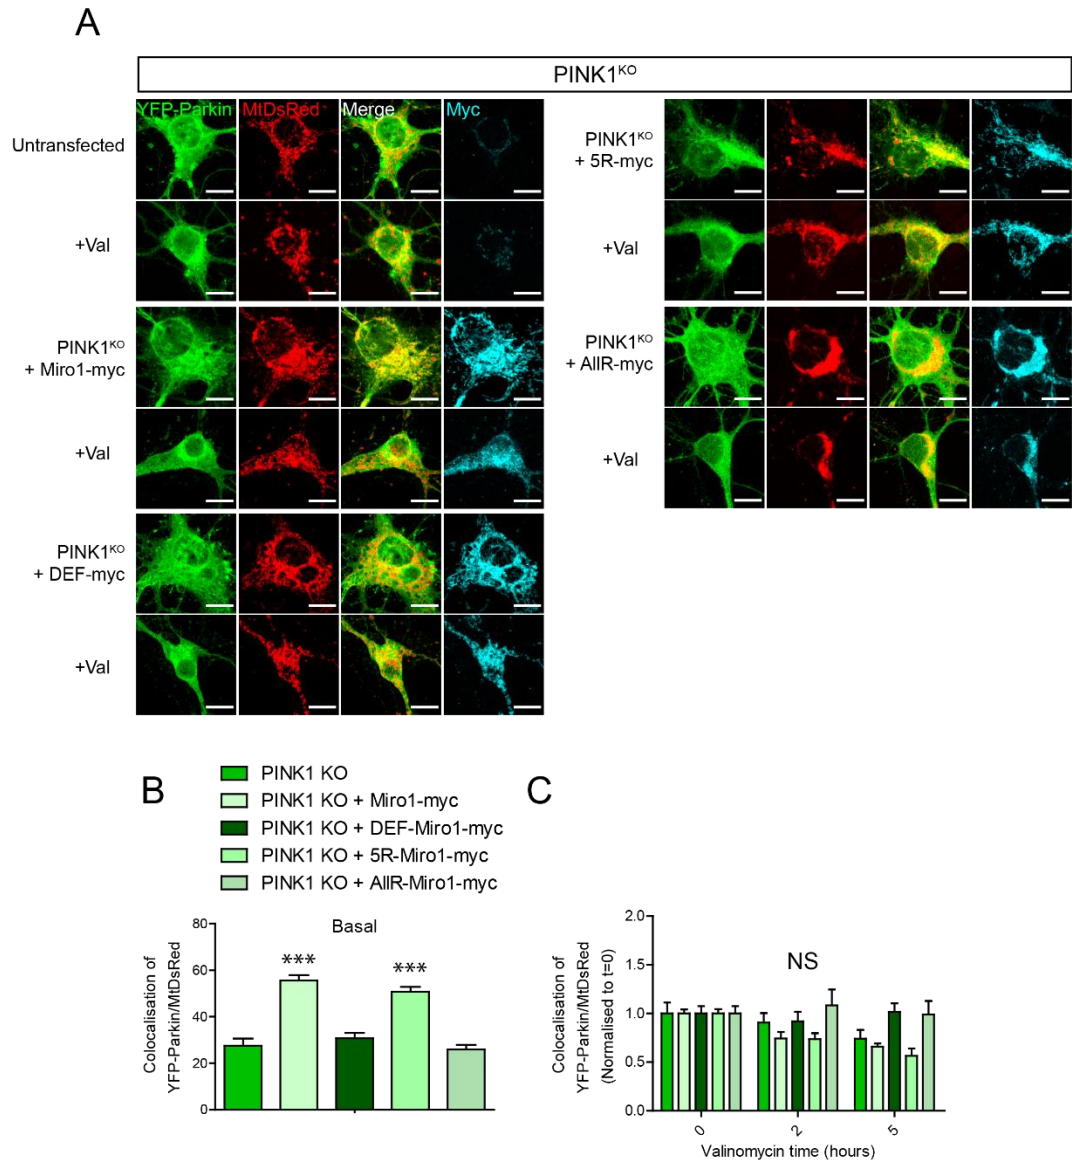 A
PINK1KO
YFP-Parkin MtDsRed Merge Myc
Untransfected
+Val
PINK1KO
+ Miro1-myc
+Val
PINK1KO
+ DEF-myc
+Val
PINK1KO
+ 5R-myc
+Val
PINK1KO
+ AllR-myc
+Val
B
PINK1 KO
PINK1 KO + Miro1-myc
PINK1 KO + DEF-Miro1-myc
PINK1 KO + 5R-Miro1-myc
PINK1 KO + AllR-Miro1-myc
Basal
Colocalisation of
YFP-Parkin/MtDsRed
80
60
40
20
0
***
***
C
Colocalisation of
YFP-Parkin/MtDsRed
(Normalised to t=0)
2.0
1.5
1.0
0.5
0.0
NS
0 2 5
Valinomycin time (hours)